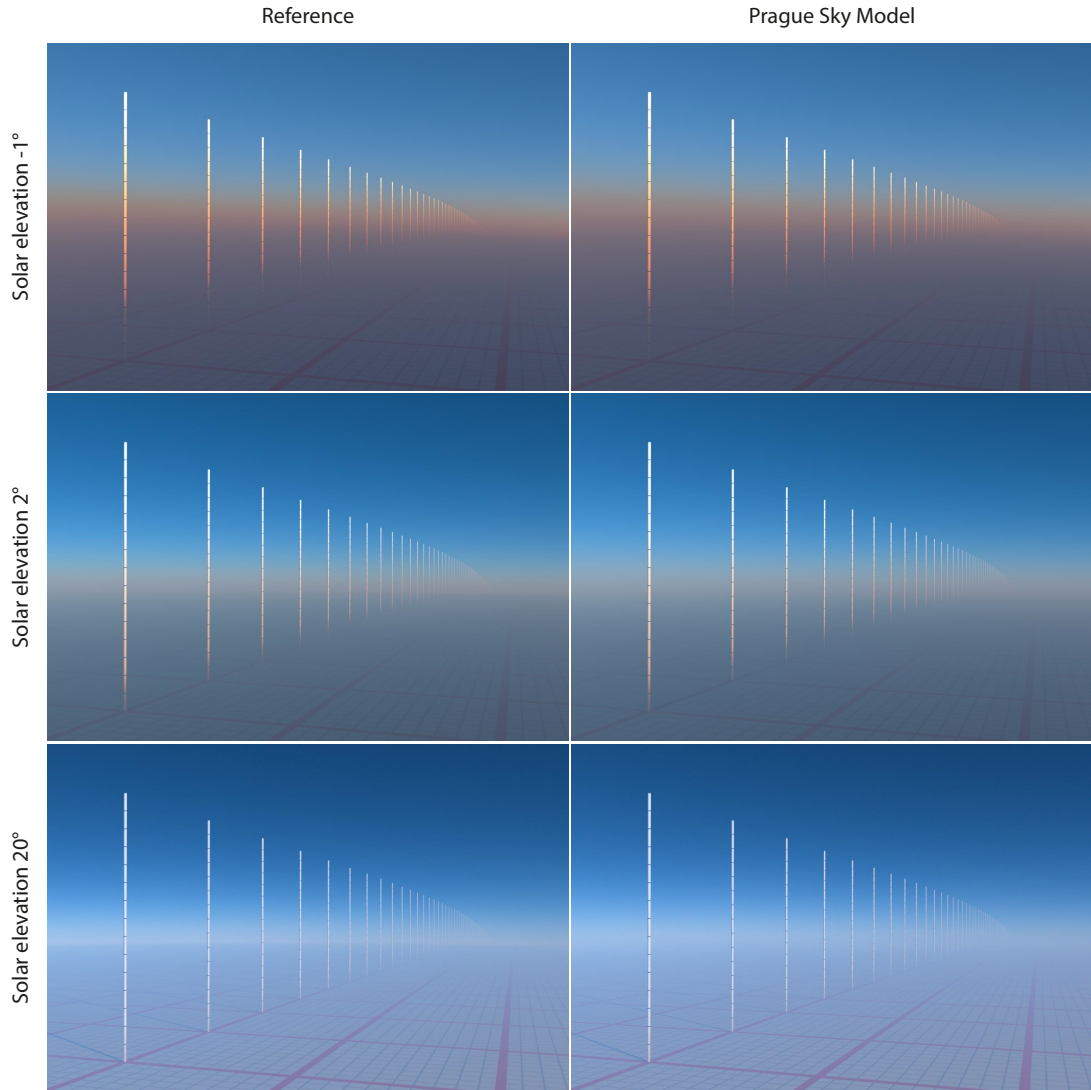 Reference
Prague Sky Model
Solar elevation -1°
Solar elevation 2°
Solar elevation 20°